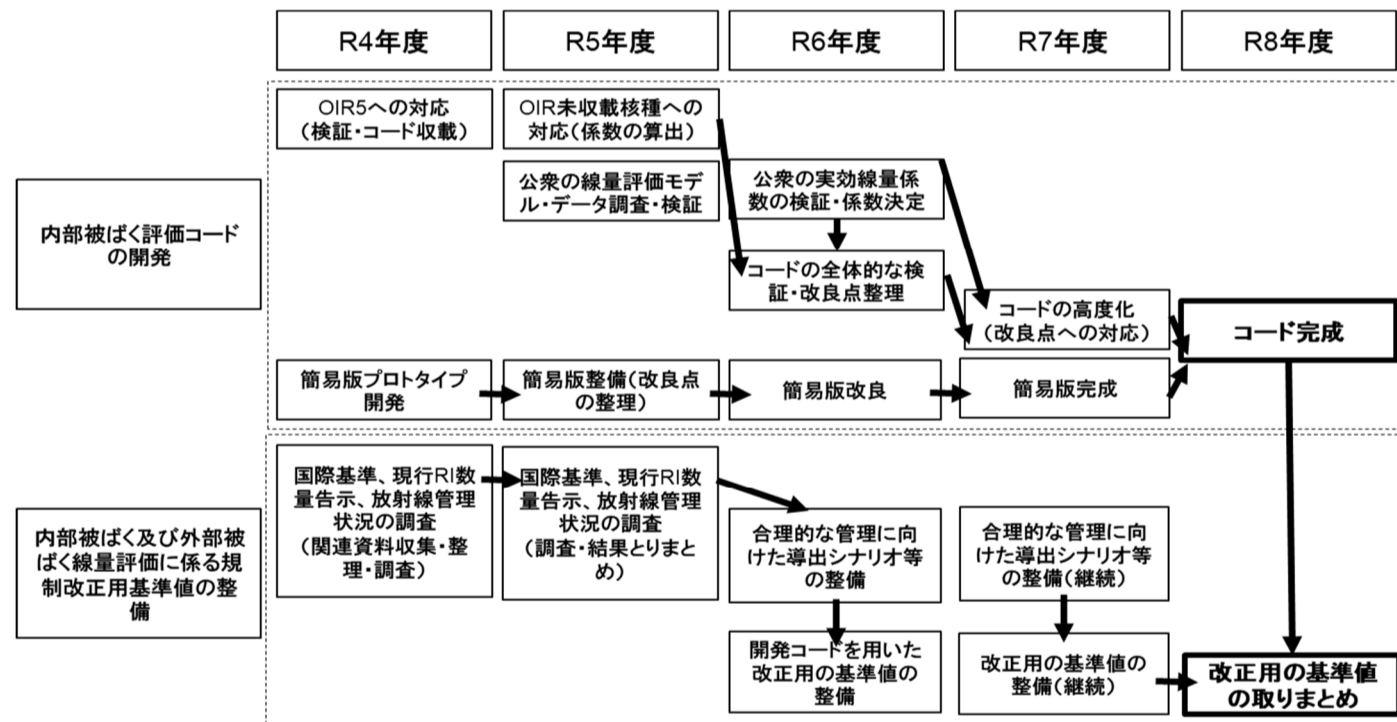 R4年度
R5年度
R6年度
R7年度
R8年度
内部被ばく評価コード
の開発
OIR5への対応
(検証・コード収載)
OIR未収載核種への
対応(係数の算出)
公衆の線量評価モデ
ル・データ調査・検証
公衆の実効線量係
数の検証・係数決定
コードの全体的な検
証・改良点整理
コードの高度化
(改良点への対応)
コード完成
簡易版プロトタイプ
開発
簡易版整備(改良点
の整理)
簡易版改良
簡易版完成
内部被ばく及び外部被
ばく線量評価に係る規
制改正用基準値の整
備
国際基準、現行RI数
量告示、放射線管理
状況の調査
(関連資料収集・整
理・調査)
国際基準、現行RI数
量告示、放射線管理
状況の調査
(調査・結果とりまと
め)
合理的な管理に向
けた導出シナリオ等
の整備
合理的な管理に向
けた導出シナリオ等
の整備(継続)
開発コードを用いた
改正用の基準値の
整備
改正用の基準値の
整備(継続)
改正用の基準値
の取りまとめ